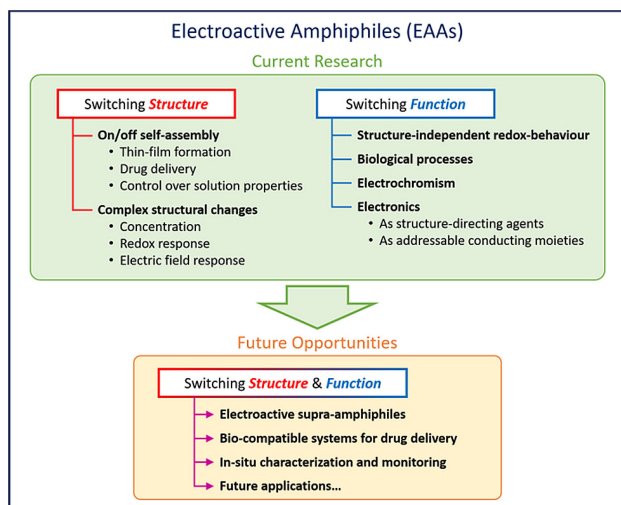 Electroactive Amphiphiles (EAAs)
Current Research
Switching Structure
On/off self-assembly
• Thin-film formation
• Drug delivery
• Control over solution properties
Complex structural changes
• Concentration
• Redox response
• Electric field response
Switching Function
Structure-independent redox-behaviour
Biological processes
Electrochromism
Electronics
• As structure-directing agents
• As addressable conducting moieties
Future Opportunities
Switching Structure & Function
Electroactive supra-amphiphiles
Bio-compatible systems for drug delivery
In-situ characterization and monitoring
Future applications...